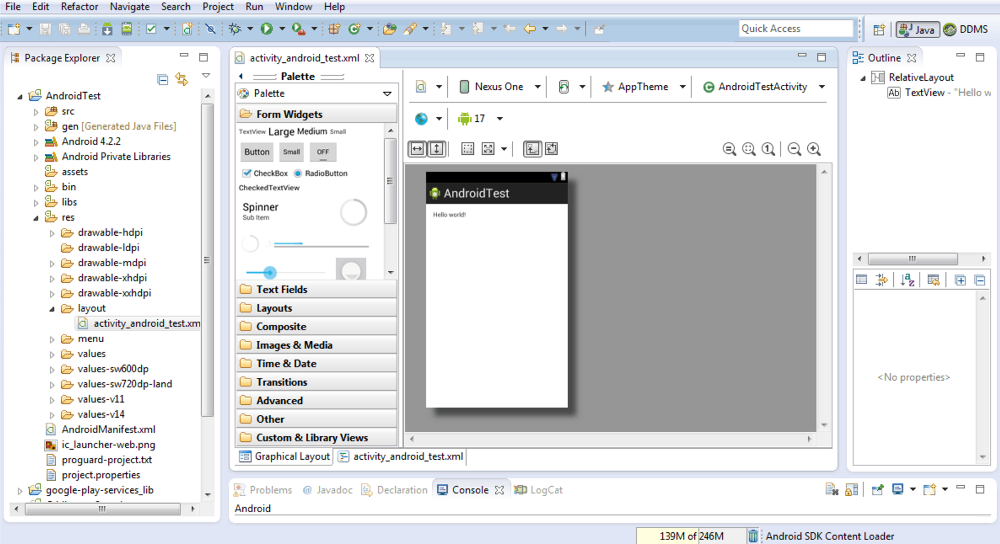 File Edit Refactor Navigate Search Project Run Window Help
Quick Access
Java DDMS
Package Explorer
AndroidTest
src
gen [Generated Java Files]
Android 4.2.2
Android Private Libraries
assets
bin
libs
res
drawable-hdpi
drawable-ldpi
drawable-mdpi
drawable-xhdpi
drawable-xxhdpi
layout
activity_android_test.xm
menu
values
values-sw600dp
values-sw720dp-land
values-v11
values-v14
AndroidManifest.xml
ic_launcher-web.png
proguard-project.txt
project.properties
google-play-services_lib
activity_android_test.xml
Palette
Palette
Form Widgets
TextView Large Medium Small
Button Small OFF
CheckBox RadioButton
CheckedTextView
Spinner
Sub Item
Text Fields
Layouts
Composite
Images & Media
Time & Date
Transitions
Advanced
Other
Custom & Library Views
Nexus One AppTheme AndroidTestActivity
17
AndroidTest
Hello world!
Graphical Layout activity_android_test.xml
Outline
RelativeLayout
Ab TextView - "Hello w
<No properties>
Problems @ Javadoc Declaration Console LogCat
Android
139M of 246M Android SDK Content Loader